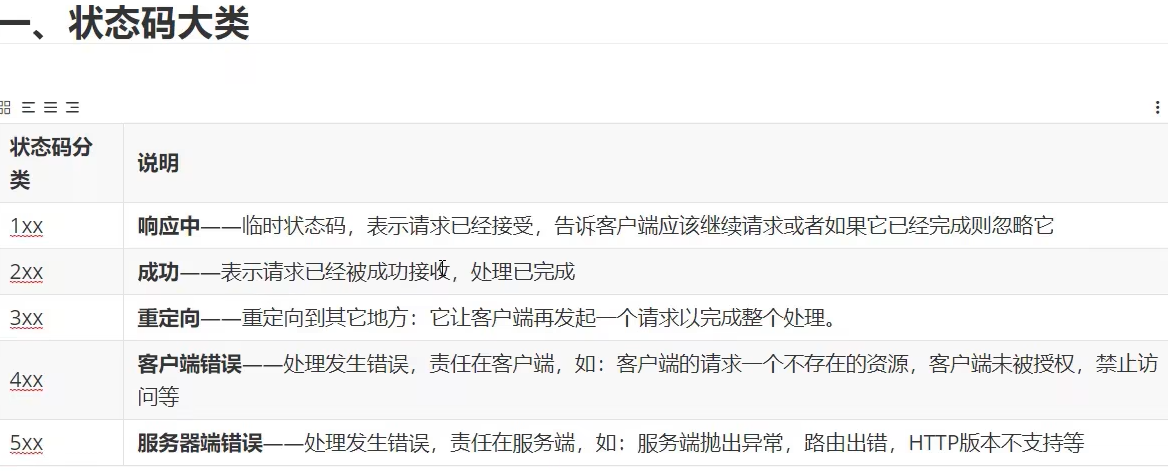 一、状态码大类
状态码分
类
说明
1xx
响应中——临时状态码，表示请求已经接受，告诉客户端应该继续请求或者如果它已经完成则忽略它
2xx
成功——表示请求已经被成功接收，处理已完成
3xx
重定向——重定向到其它地方：它让客户端再发起一个请求以完成整个处理。
4xx
客户端错误——处理发生错误，责任在客户端，如：客户端的请求一个不存在的资源，客户端未被授权，禁止访
问等
5xx
服务器端错误——处理发生错误，责任在服务端，如：服务端抛出异常，路由出错，HTTP版本不支持等